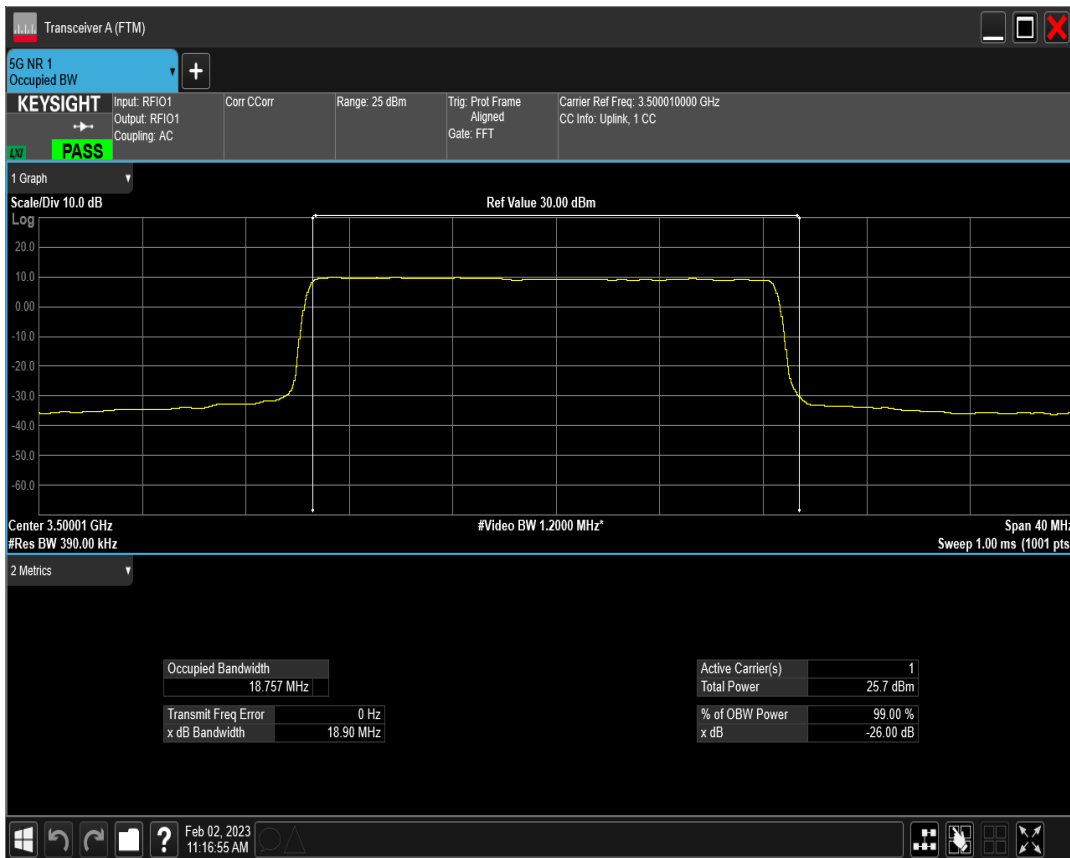 Transceiver A (FTM)
5G NR 1
Occupied BW
+
KEYSIGHT
LXI
PASS
Input: RFIO1
Output: RFIO1
Coupling: AC
Corr CCorr
Range: 25 dBm
Trig: Prot Frame
Aligned
Gate: FFT
Carrier Ref Freq: 3.500010000 GHz
CC Info: Uplink, 1 CC
1 Graph
Scale/Div 10.0 dB
Ref Value 30.00 dBm
Log
20.0
10.0
0.00
-10.0
-20.0
-30.0
-40.0
-50.0
-60.0
Center 3.50001 GHz
#Video BW 1.2000 MHz*
Span 40 MHz
#Res BW 390.00 kHz
Sweep 1.00 ms (1001 pts
2 Metrics
Occupied Bandwidth
18.757 MHz
Transmit Freq Error 0 Hz
x dB Bandwidth 18.90 MHz
Active Carrier(s) 1
Total Power 25.7 dBm
% of OBW Power 99.00 %
x dB -26.00 dB
?
Feb 02, 2023
11:16:55 AM